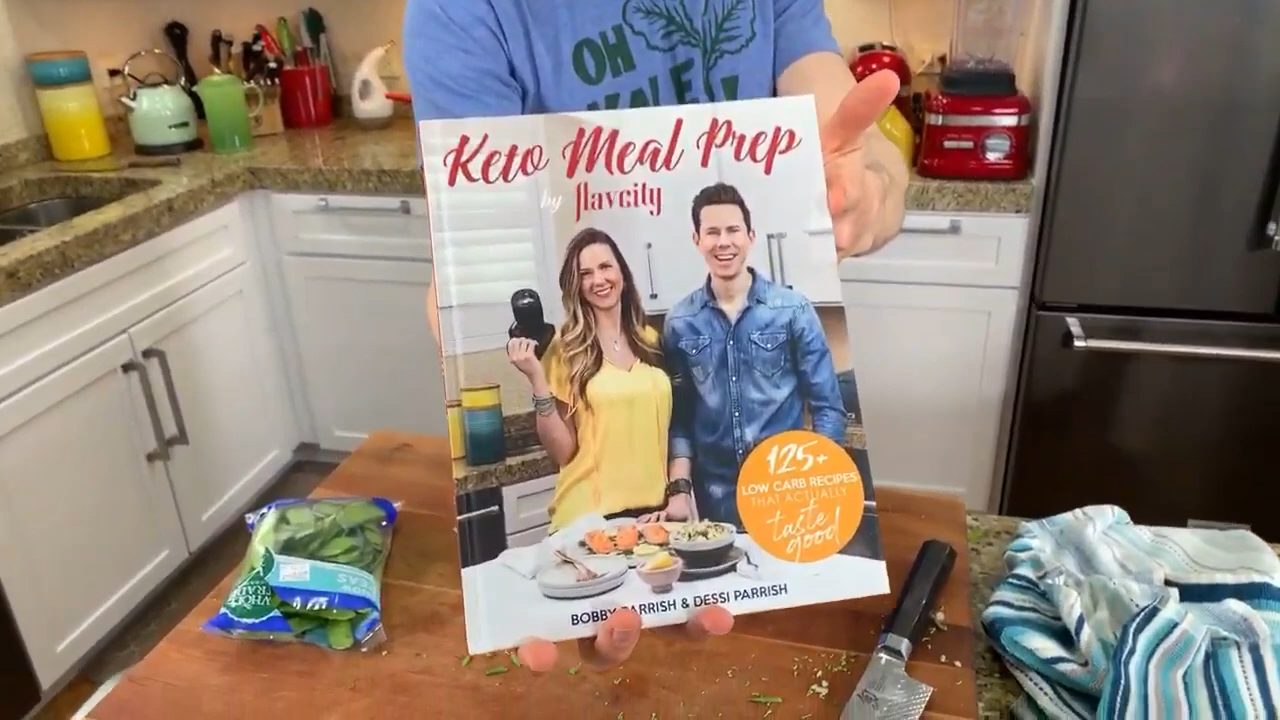 OH
KALE!
Keto Meal Prep
by flavcity
125+
LOW CARB RECIPES
THAT ACTUALLY
taste
good
BOBBY PARRISH & DESSI PARRISH